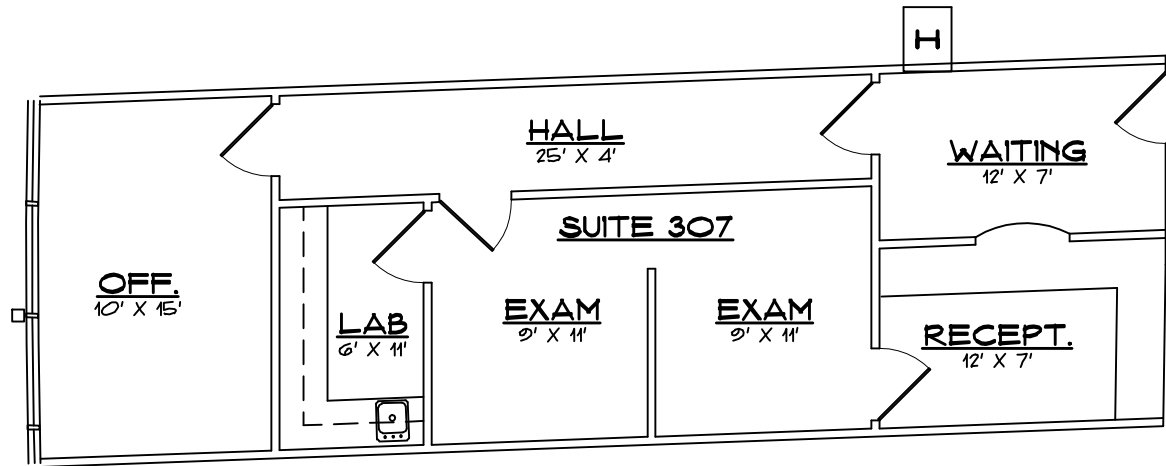 H
HALL
25' X 4'
WAITING
12' X 7'
SUITE 307
OFF.
10' X 15'
LAB
6' X 11'
EXAM
9' X 11'
EXAM
9' X 11'
RECEPT.
12' X 7'